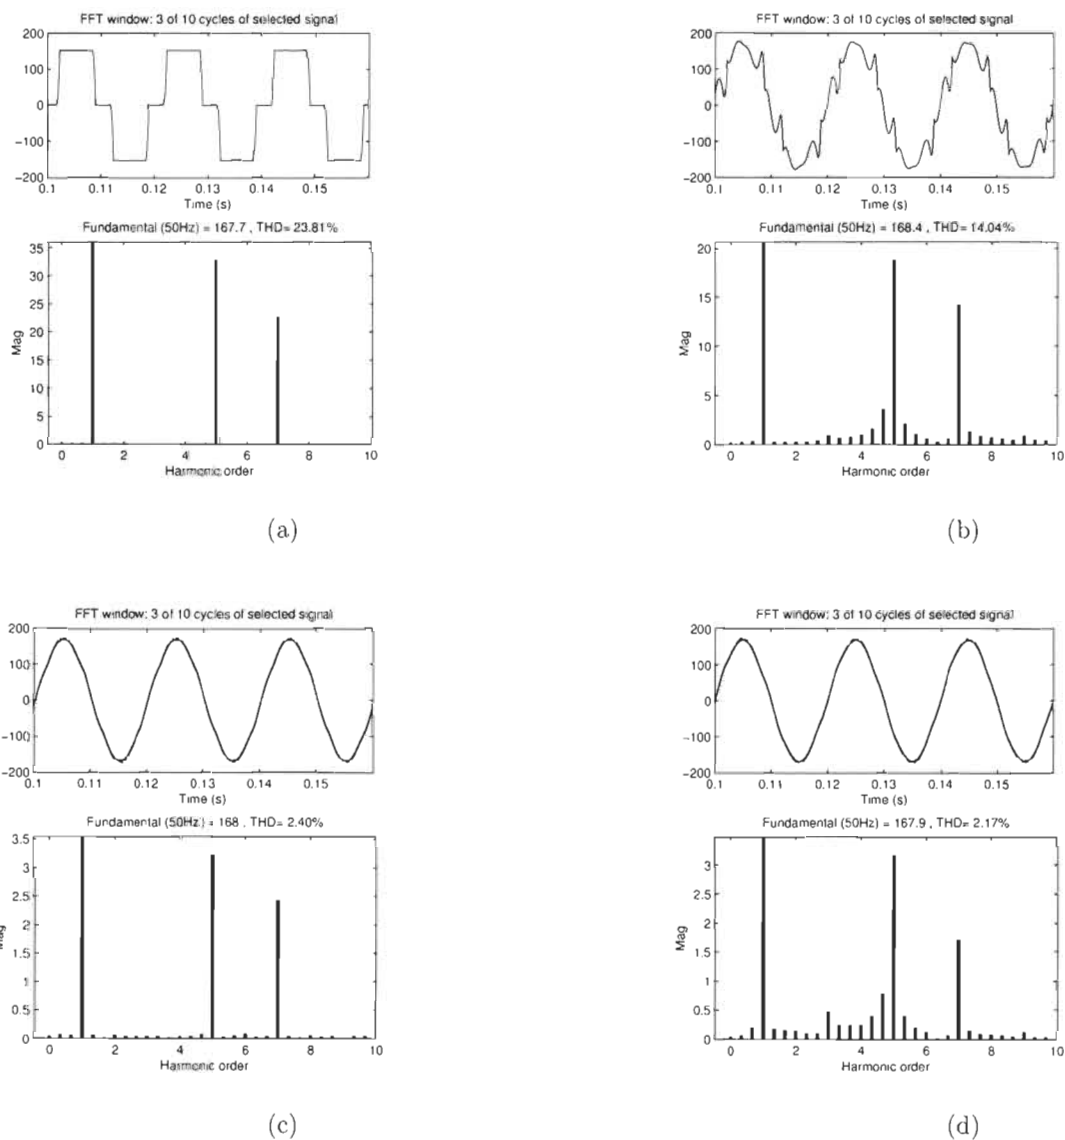 FFT window: 3 of 10 cycles of selected signal
200
100
0
-100
-200
0.1 0.11 0.12 0.13 0.14 0.15
Time (s)
Fundamental (50Hz) = 167.7 , THD= 23.81%
35
30
25
20
15
10
5
0
Mag
0 2 4 6 8 10
Harmonic order
(a)
FFT window: 3 of 10 cycles of selected signal
200
100
0
-100
-200
0.1 0.11 0.12 0.13 0.14 0.15
Time (s)
Fundamental (50Hz) = 168.4 , THD= 14.04%
20
15
10
5
0
Mag
0 2 4 6 8 10
Harmonic order
(b)
FFT window: 3 of 10 cycles of selected signal
200
100
0
-100
-200
0.1 0.11 0.12 0.13 0.14 0.15
Time (s)
Fundamental (50Hz) = 168 , THD= 2.40%
3.5
3
2.5
2
1.5
1
0.5
0
Mag
0 2 4 6 8 10
Harmonic order
(c)
FFT window: 3 of 10 cycles of selected signal
200
100
0
-100
-200
0.1 0.11 0.12 0.13 0.14 0.15
Time (s)
Fundamental (50Hz) = 167.9 , THD= 2.17%
3
2.5
2
1.5
1
0.5
0
Mag
0 2 4 6 8 10
Harmonic order
(d)